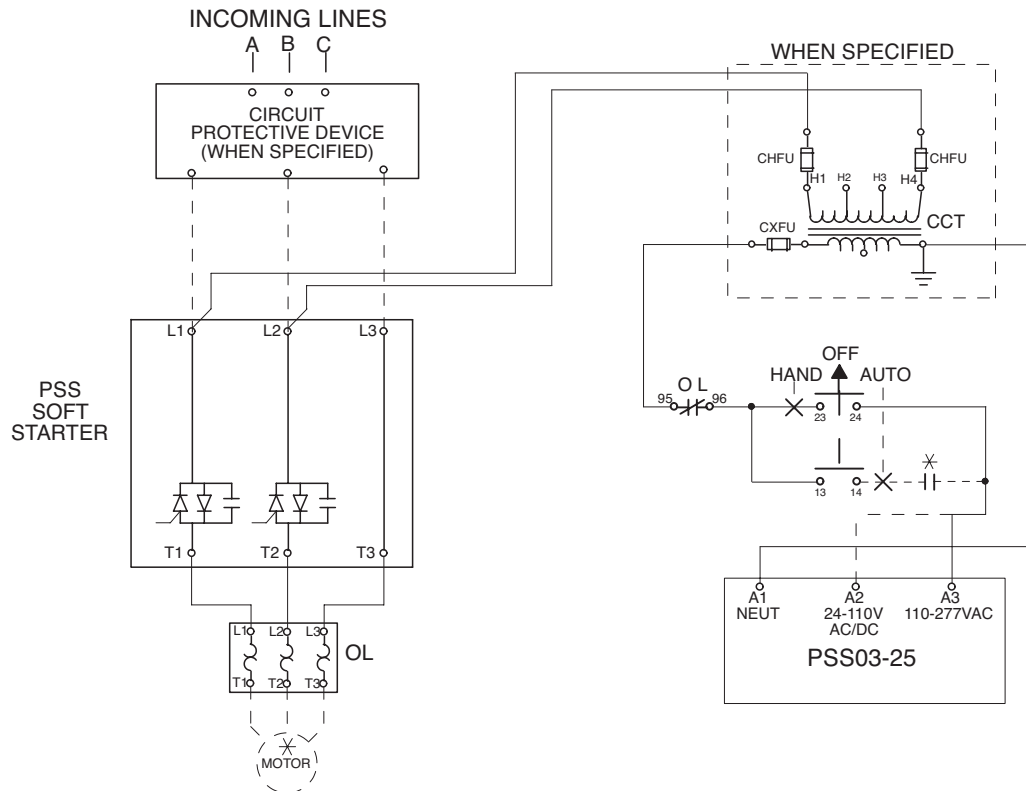 INCOMING LINES
A B C
CIRCUIT
PROTECTIVE DEVICE
(WHEN SPECIFIED)
L1 L2 L3
PSS
SOFT
STARTER
T1 T2 T3
L1 L2 L3
OL
T1 T2 T3
MOTOR
WHEN SPECIFIED
CHFU CHFU
H1 H2 H3 H4
CCT
CXFU
OFF
HAND AUTO
O L
95 96
23 24
13 14
A1 A2 A3
NEUT 24-110V 110-277VAC
AC/DC
PSS03-25